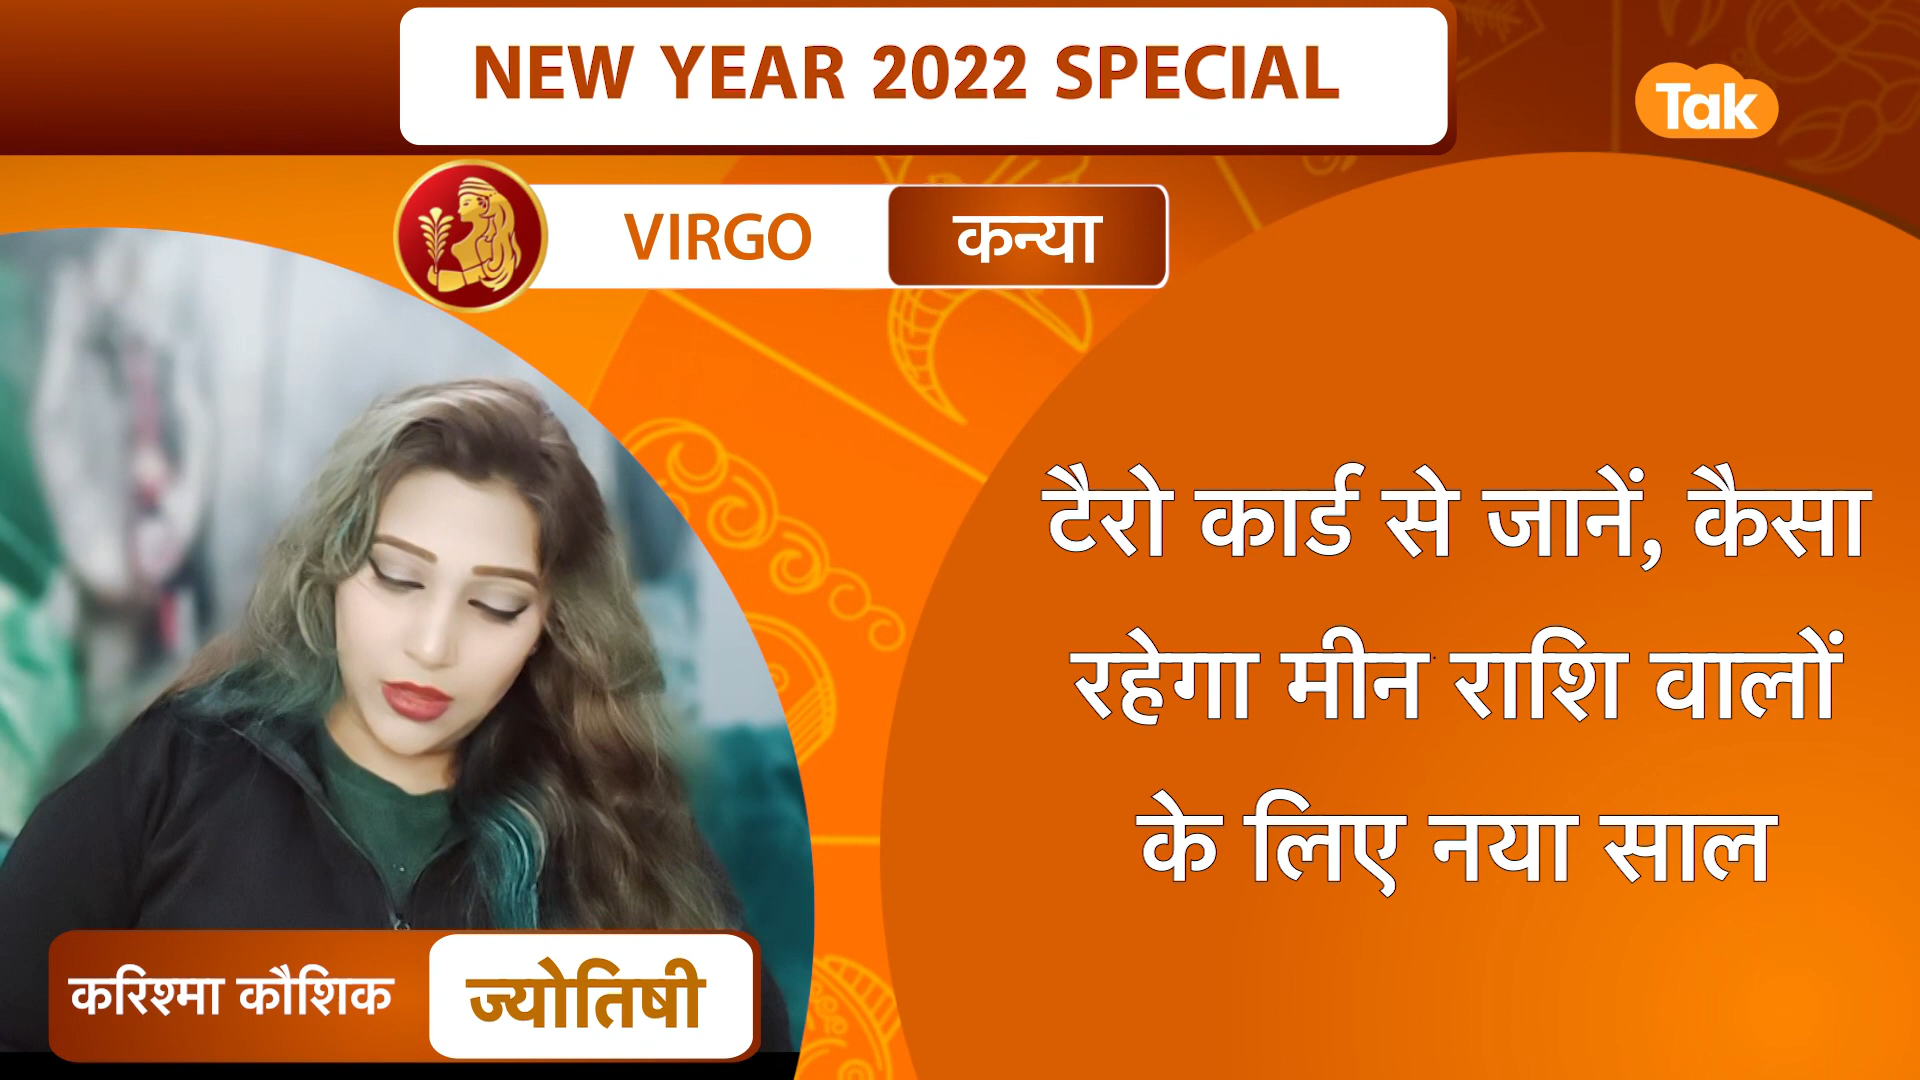 NEW YEAR 2022 SPECIAL
Tak
VIRGO कन्या
टैरो कार्ड से जानें, कैसा
रहेगा मीन राशि वालों
के लिए नया साल
करिश्मा कौशिक ज्योतिषी